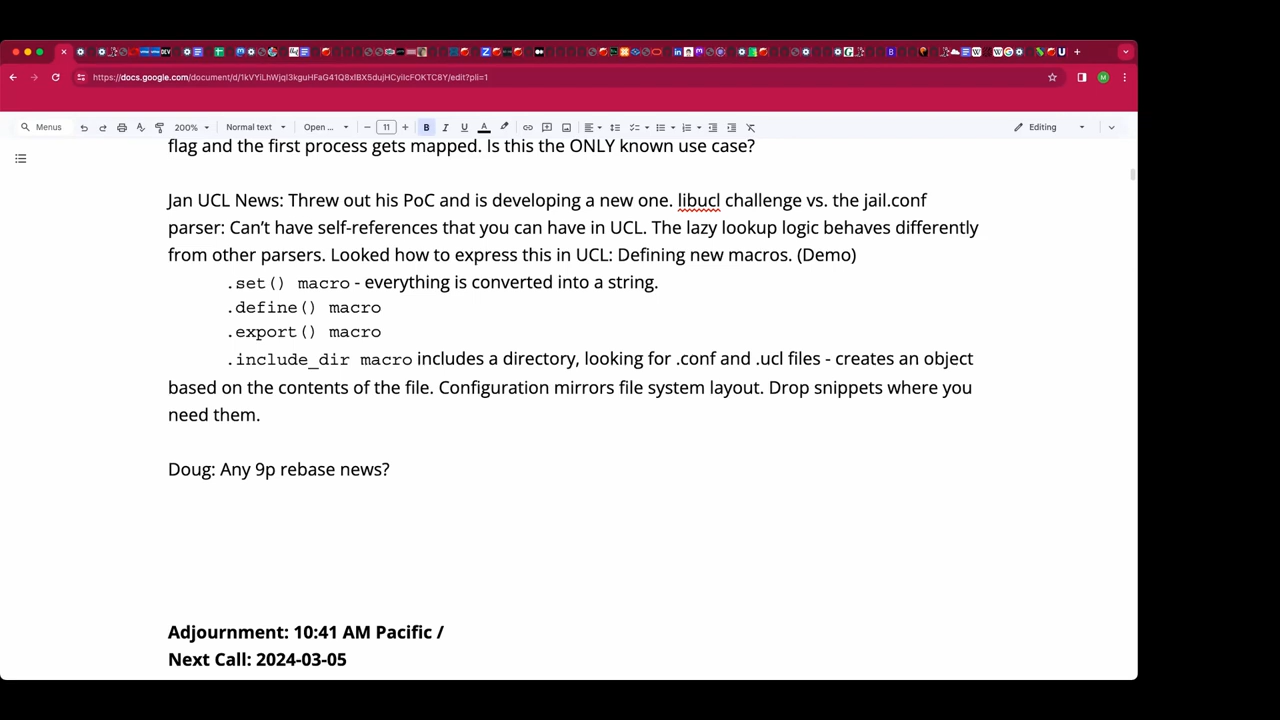 https://docs.google.com/document/d/1kVYiLhWjqI3kguHFaG41Q8xIBX5dujHCyiIcFOKTC8Y/edit?pli=1
Menus 200% Normal text Open ... 11 B I U A Editing
flag and the first process gets mapped. Is this the ONLY known use case?
Jan UCL News: Threw out his PoC and is developing a new one. libucl challenge vs. the jail.conf
parser: Can’t have self-references that you can have in UCL. The lazy lookup logic behaves differently
from other parsers. Looked how to express this in UCL: Defining new macros. (Demo)
.set() macro - everything is converted into a string.
.define() macro
.export() macro
.include_dir macro includes a directory, looking for .conf and .ucl files - creates an object
based on the contents of the file. Configuration mirrors file system layout. Drop snippets where you
need them.
Doug: Any 9p rebase news?
Adjournment: 10:41 AM Pacific /
Next Call: 2024-03-05